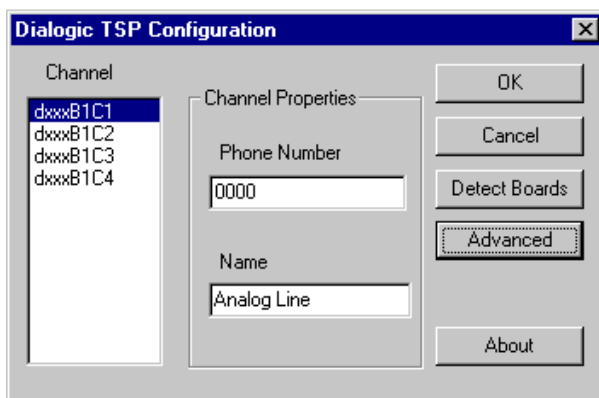 Dialogic TSP Configuration
Channel
dxxxB1C1
dxxxB1C2
dxxxB1C3
dxxxB1C4
Channel Properties
Phone Number
0000
Name
Analog Line
OK
Cancel
Detect Boards
Advanced
About